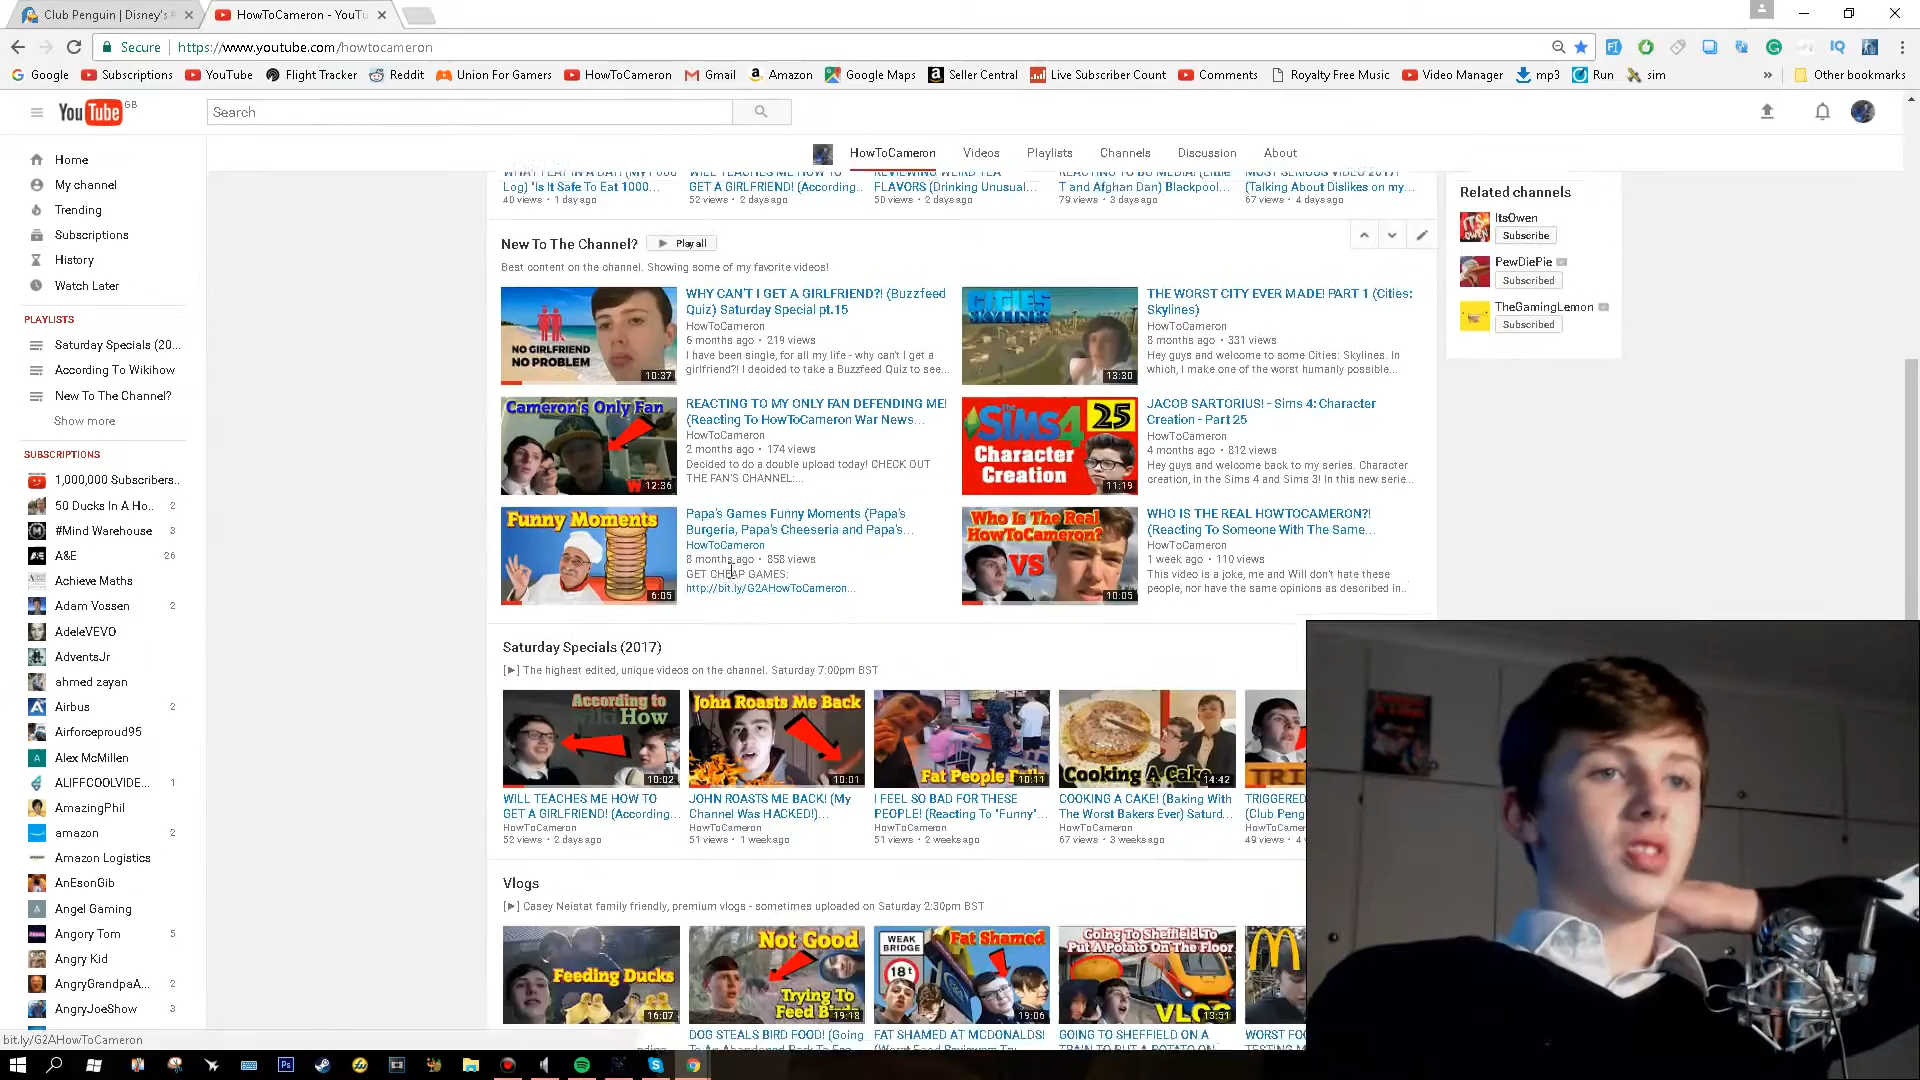 Club Penguin | Disney's
HowToCameron - YouTu
Secure
https://www.youtube.com/howtocameron
Google
Subscriptions
YouTube
Flight Tracker
Reddit
Union For Gamers
HowToCameron
Gmail
Amazon
Google Maps
Seller Central
Live Subscriber Count
Comments
Royalty Free Music
Video Manager
mp3
Run
sim
»
Other bookmarks
YouTube GB
Search
HowToCameron
Videos
Playlists
Channels
Discussion
About
Home
My channel
Trending
Subscriptions
History
Watch Later
PLAYLISTS
Saturday Specials (20...
According To Wikihow
New To The Channel?
Show more
SUBSCRIPTIONS
1,000,000 Subscribers..
50 Ducks In A Ho.. 2
#Mind Warehouse 3
A&E 26
Achieve Maths
Adam Vossen 2
AdeleVEVO
AdventsJr
ahmed zayan
Airbus 2
Airforceproud95
Alex McMillen
ALIFFCOOLVIDE... 1
AmazingPhil
amazon 2
Amazon Logistics
AnEsonGib
Angel Gaming
Angory Tom 5
Angry Kid
AngryGrandpaA... 2
AngryJoeShow 3
Log) "Is It Safe To Eat 1000...
40 views • 1 day ago
GET A GIRLFRIEND! (According..
52 views • 2 days ago
FLAVORS (Drinking Unusual...
50 views • 2 days ago
T and Afghan Dan) Blackpool...
79 views • 3 days ago
(Talking About Dislikes on my...
67 views • 4 days ago
New To The Channel?
Play all
Best content on the channel. Showing some of my favorite videos!
NO GIRLFRIEND
NO PROBLEM
10:37
WHY CAN'T I GET A GIRLFRIEND?! (Buzzfeed
Quiz) Saturday Special pt.15
HowToCameron
6 months ago • 219 views
I have been single, for all my life - why can't I get a
girlfriend?! I decided to take a Buzzfeed Quiz to see...
CITIES
SKYLINES
13:30
THE WORST CITY EVER MADE! PART 1 (Cities:
Skylines)
HowToCameron
8 months ago • 331 views
Hey guys and welcome to some Cities: Skylines. In
which, I make one of the worst humanly possible...
Cameron's Only Fan
12:36
REACTING TO MY ONLY FAN DEFENDING ME!
(Reacting To HowToCameron War News...
HowToCameron
2 months ago • 174 views
Decided to do a double upload today! CHECK OUT
THE FAN'S CHANNEL:...
THE SIMS 4
25
Character
Creation
11:19
JACOB SARTORIUS! - Sims 4: Character
Creation - Part 25
HowToCameron
4 months ago • 812 views
Hey guys and welcome back to my series. Character
creation, in the Sims 4 and Sims 3! In this new serie...
Funny Moments
6:05
Papa's Games Funny Moments (Papa's
Burgeria, Papa's Cheeseria and Papa's...
HowToCameron
8 months ago • 858 views
GET CHEAP GAMES:
http://bit.ly/G2AHowToCameron...
Who Is The Real
HowToCameron?
VS
10:05
WHO IS THE REAL HOWTOCAMERON?!
(Reacting To Someone With The Same...
HowToCameron
1 week ago • 110 views
This video is a joke, me and Will don't hate these
people, nor have the same opinions as described in..
Related channels
ItsOwen
Subscribe
PewDiePie
Subscribed
TheGamingLemon
Subscribed
Saturday Specials (2017)
[▶] The highest edited, unique videos on the channel. Saturday 7:00pm BST
According to
wikiHow
10:02
WILL TEACHES ME HOW TO
GET A GIRLFRIEND! (According...
HowToCameron
52 views • 2 days ago
John Roasts Me Back
10:01
JOHN ROASTS ME BACK! (My
Channel Was HACKED!)...
HowToCameron
51 views • 1 week ago
Fat People Fails
10:11
I FEEL SO BAD FOR THESE
PEOPLE! (Reacting To "Funny"...
HowToCameron
51 views • 2 weeks ago
Cooking A Cake
14:42
COOKING A CAKE! (Baking With
The Worst Bakers Ever) Saturd...
HowToCameron
67 views • 3 weeks ago
TRI
TRIGGERED
(Club Peng
HowToCame
49 views • 4
Vlogs
[▶] Casey Neistat family friendly, premium vlogs - sometimes uploaded on Saturday 2:30pm BST
Feeding Ducks
16:07
Not Good
Trying To
Feed Birds
19:18
DOG STEALS BIRD FOOD! (Going
WEAK
BRIDGE
18t
Fat Shamed
19:06
FAT SHAMED AT MCDONALDS!
Going To Sheffield To
Put A Potato On The Floor
VLOG
13:51
GOING TO SHEFFIELD ON A
WORST FOO
bit.ly/G2AHowToCameron